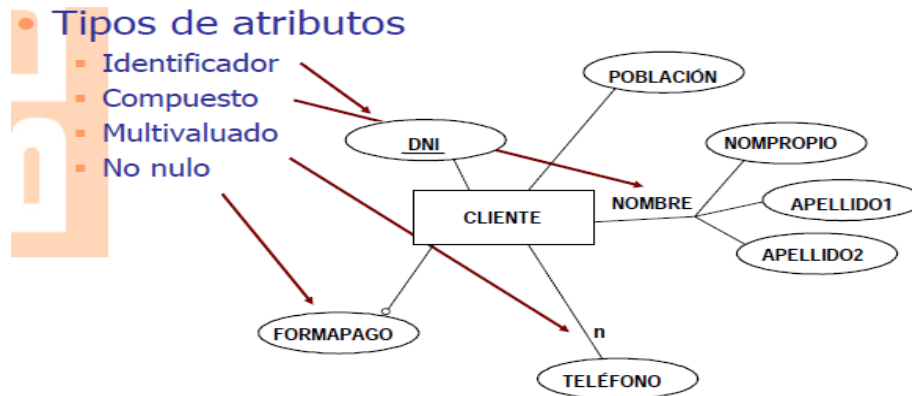 Tipos de atributos
Identificador
Compuesto
Multivaluado
No nulo
POBLACIÓN
DNI
NOMPROPIO
NOMBRE
APELLIDO1
CLIENTE
APELLIDO2
FORMAPAGO
n
TELÉFONO